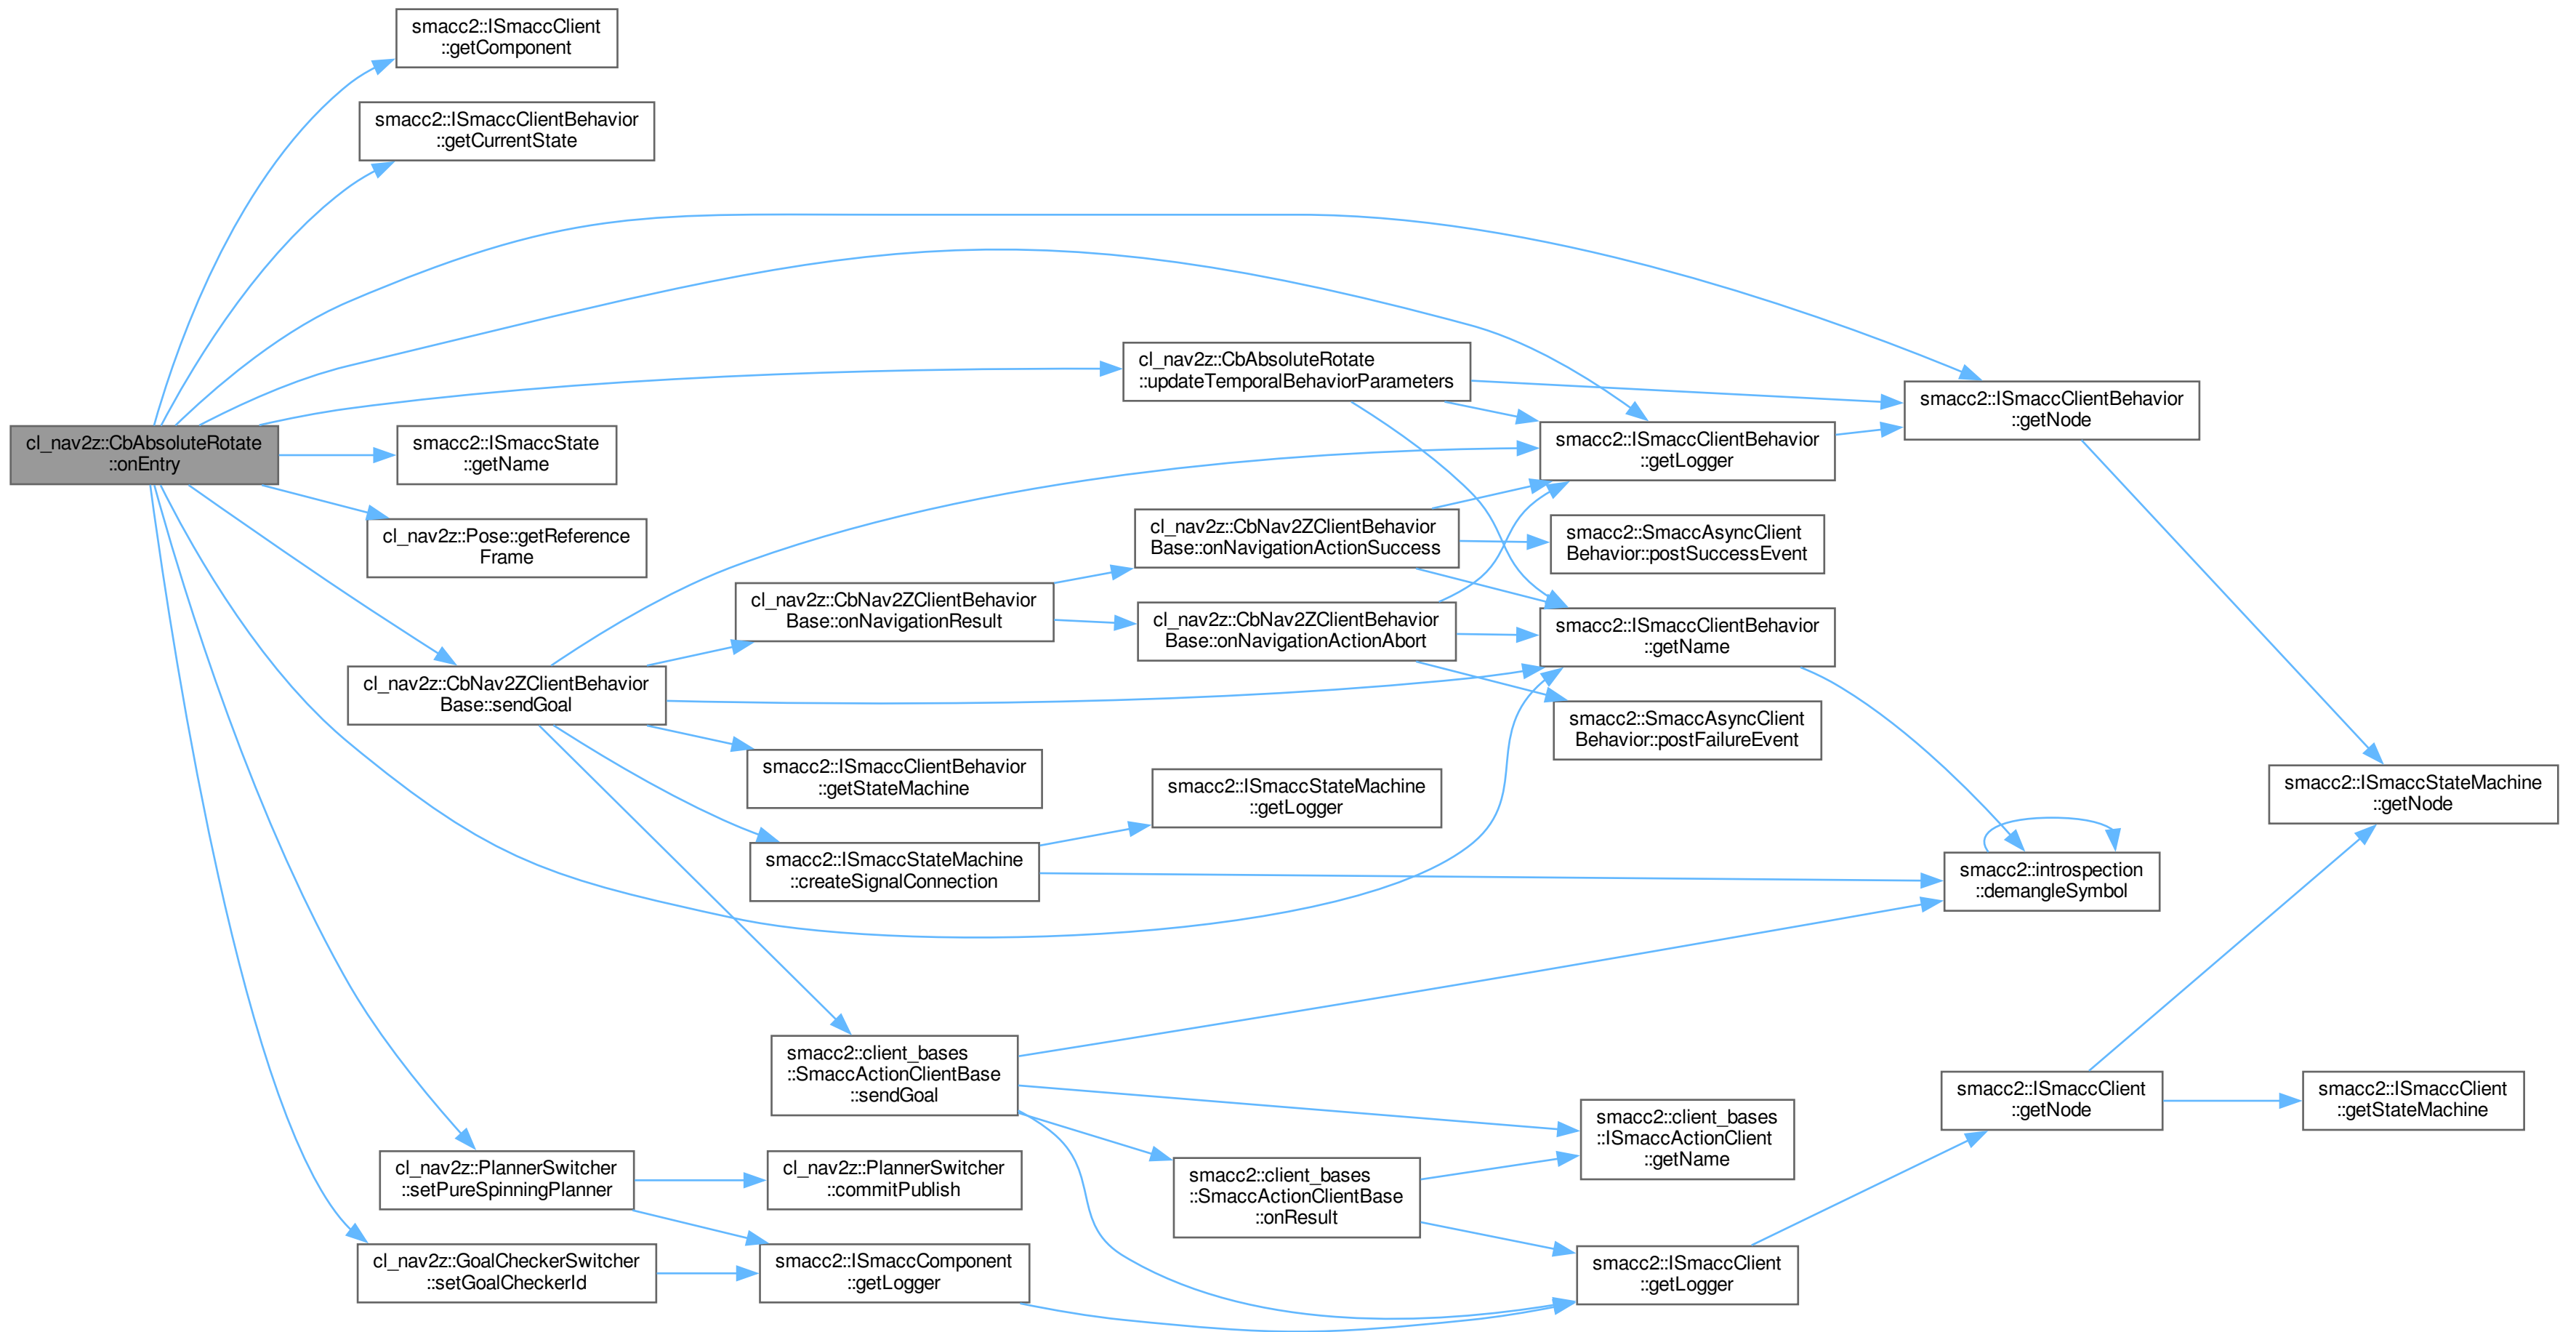 smacc2::ISmaccClient
::getComponent
smacc2::ISmaccClientBehavior
::getCurrentState
cl_nav2z::CbAbsoluteRotate
::updateTemporalBehaviorParameters
smacc2::ISmaccClientBehavior
::getNode
cl_nav2z::CbAbsoluteRotate
::onEntry
smacc2::ISmaccState
::getName
smacc2::ISmaccClientBehavior
::getLogger
cl_nav2z::Pose::getReference
Frame
cl_nav2z::CbNav2ZClientBehavior
Base::onNavigationActionSuccess
smacc2::SmaccAsyncClient
Behavior::postSuccessEvent
cl_nav2z::CbNav2ZClientBehavior
Base::onNavigationResult
cl_nav2z::CbNav2ZClientBehavior
Base::onNavigationActionAbort
smacc2::ISmaccClientBehavior
::getName
cl_nav2z::CbNav2ZClientBehavior
Base::sendGoal
smacc2::SmaccAsyncClient
Behavior::postFailureEvent
smacc2::ISmaccClientBehavior
::getStateMachine
smacc2::ISmaccStateMachine
::getLogger
smacc2::ISmaccStateMachine
::getNode
smacc2::ISmaccStateMachine
::createSignalConnection
smacc2::introspection
::demangleSymbol
smacc2::client_bases
::SmaccActionClientBase
::sendGoal
smacc2::ISmaccClient
::getNode
smacc2::ISmaccClient
::getStateMachine
smacc2::client_bases
::ISmaccActionClient
::getName
cl_nav2z::PlannerSwitcher
::setPureSpinningPlanner
cl_nav2z::PlannerSwitcher
::commitPublish
smacc2::client_bases
::SmaccActionClientBase
::onResult
cl_nav2z::GoalCheckerSwitcher
::setGoalCheckerId
smacc2::ISmaccComponent
::getLogger
smacc2::ISmaccClient
::getLogger